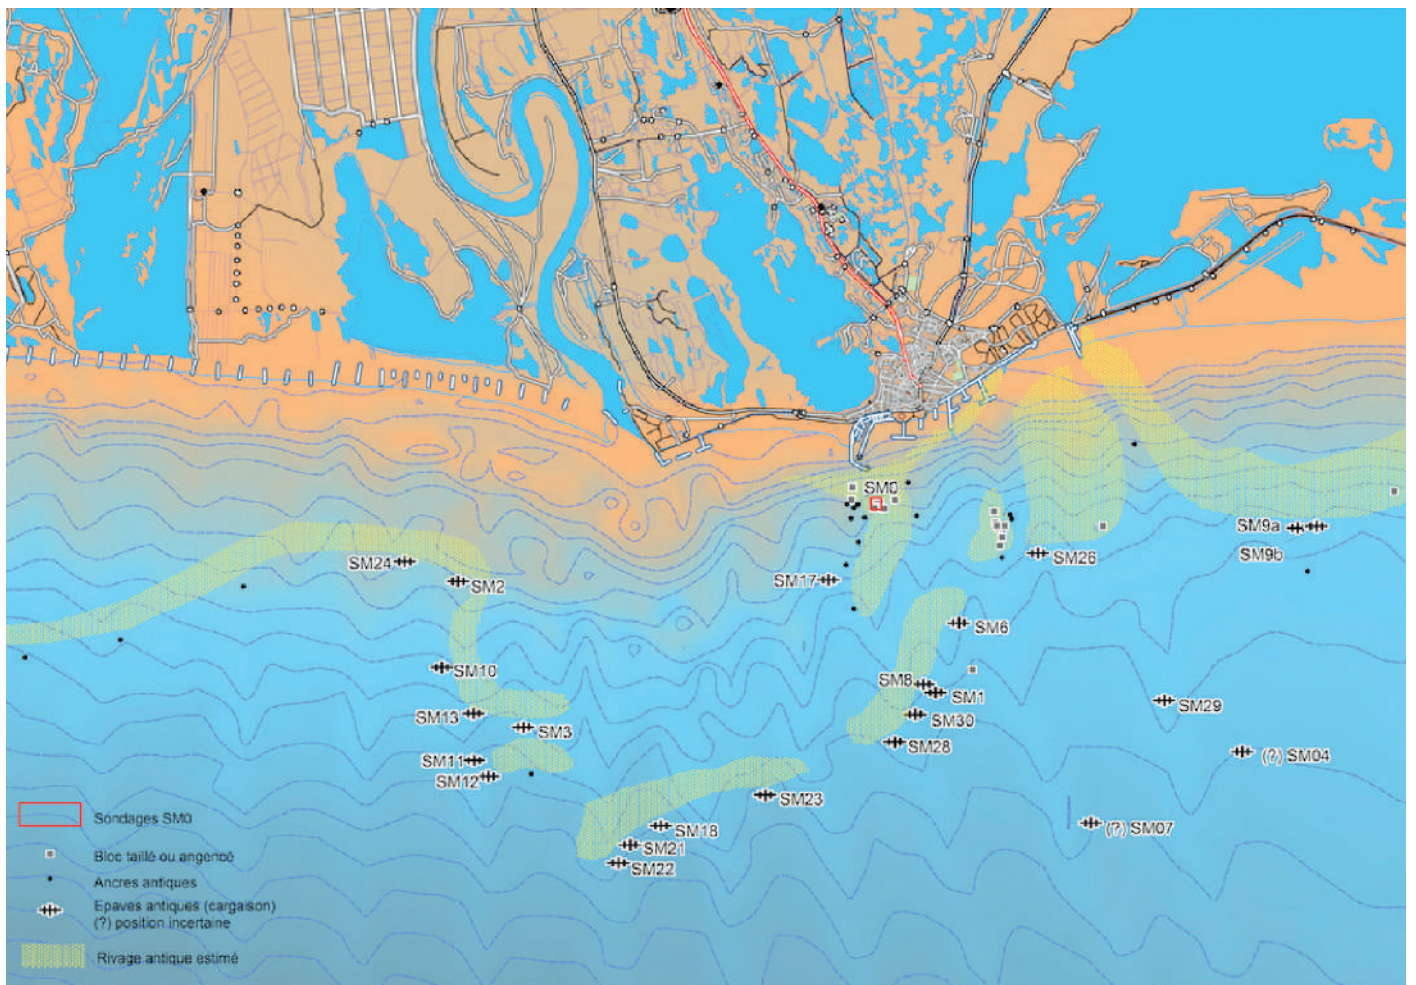 SM0
SM9a
SM9b
SM24
SM2
SM17
SM26
SM6
SM10
SM8
SM1
SM29
SM13
SM3
SM30
SM28
(?) SM04
SM11
SM12
SM23
(?) SM07
SM18
SM21
SM22
Sondages SM0
Bloc taillé ou angencé
Ancres antiques
Epaves antiques (cargaison)
(?) position incertaine
Rivage antique estimé